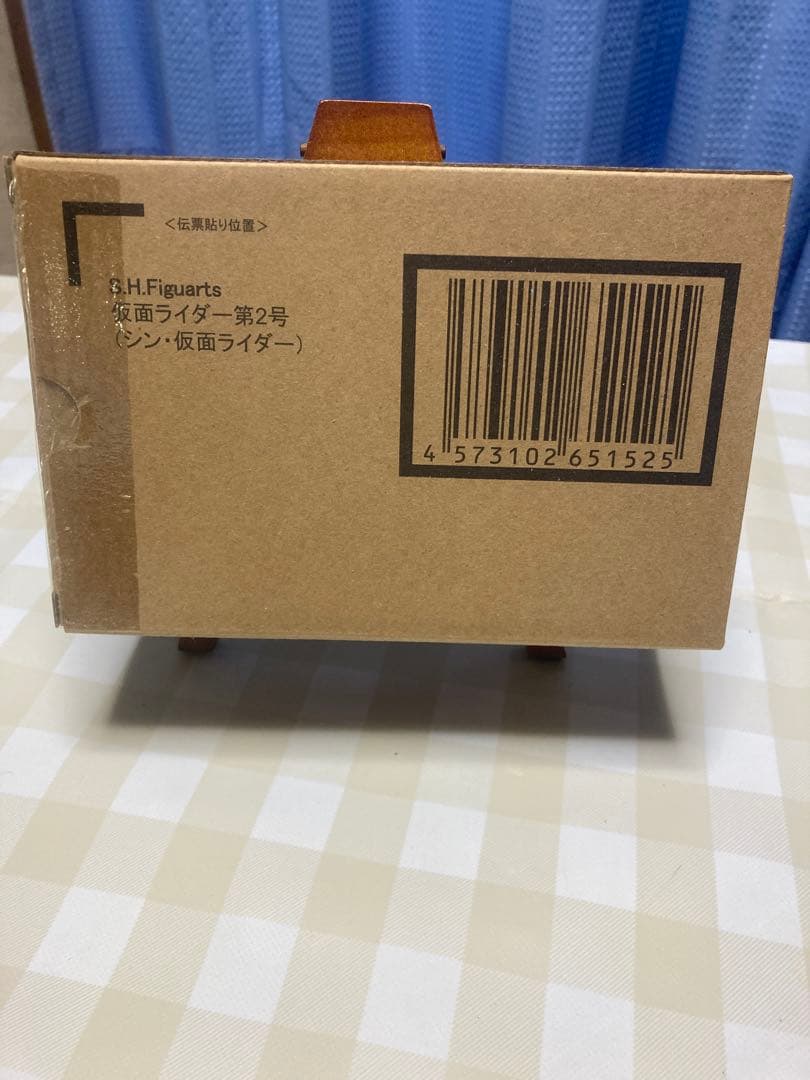 ＜伝票貼り位置＞
S.H.Figuarts
仮面ライダー第2号
（シン・仮面ライダー）
4 573102 651525